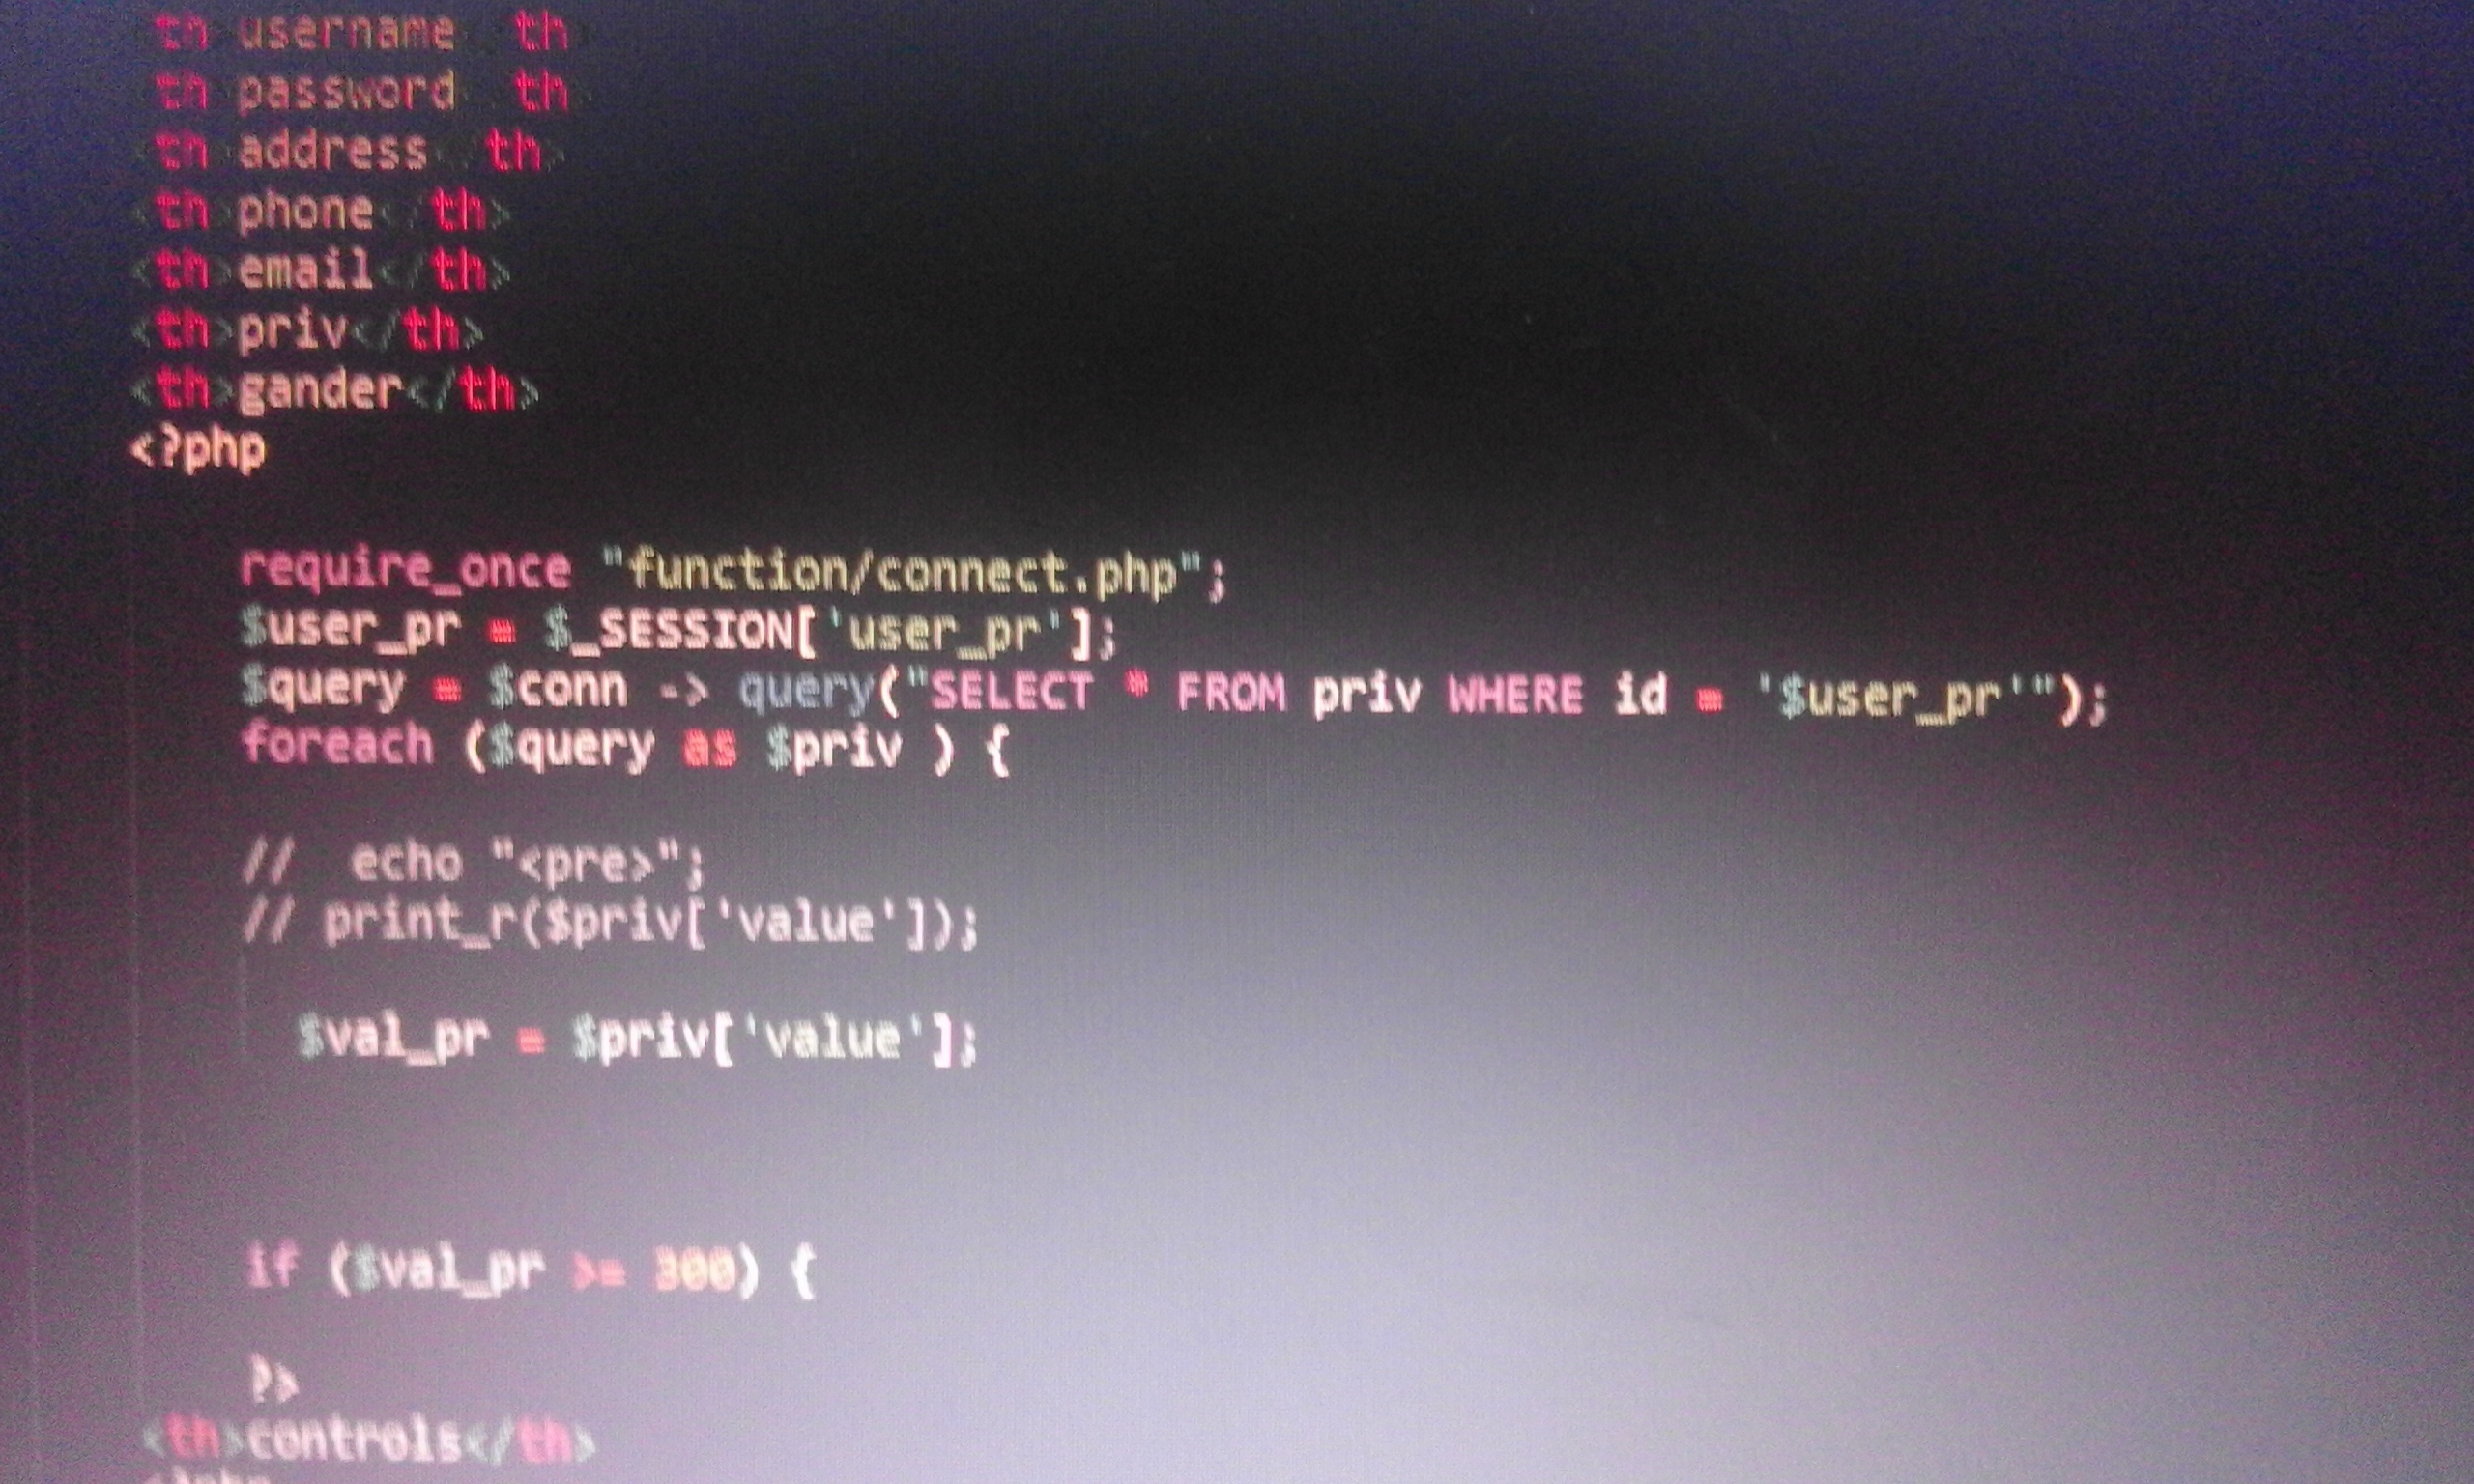 <th>username</th>
<th>password</th>
<th>address</th>
<th>phone</th>
<th>email</th>
<th>priv</th>
<th>gander</th>
<?php
require_once "function/connect.php";
$user_pr = $_SESSION['user_pr'];
$query = $conn -> query("SELECT * FROM priv WHERE id = '$user_pr'");
foreach ($query as $priv ) {
//  echo "<pre>";
// print_r($priv['value']);
$val_pr = $priv['value'];
if ($val_pr >= 300) {
?>
<th>controls</th>
<?php